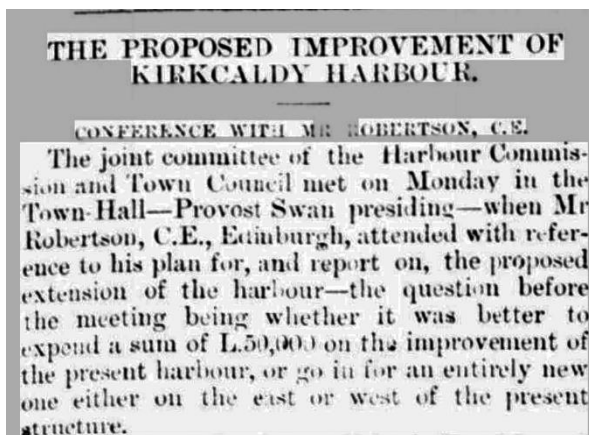 THE PROPOSED IMPROVEMENT OF
KIRKCALDY HARBOUR.
CONFERENCE WITH MR ROBERTSON, C.E.
The joint committee of the Harbour Commis-
sion and Town Council met on Monday in the
Town-Hall—Provost Swan presiding—when Mr
Robertson, C.E., Edinburgh, attended with refer-
ence to his plan for, and report on, the proposed
extension of the harbour—the question before
the meeting being whether it was better to
expend a sum of L.50,000 on the improvement of
the present harbour, or go in for an entirely new
one either on the east or west of the present
structure.